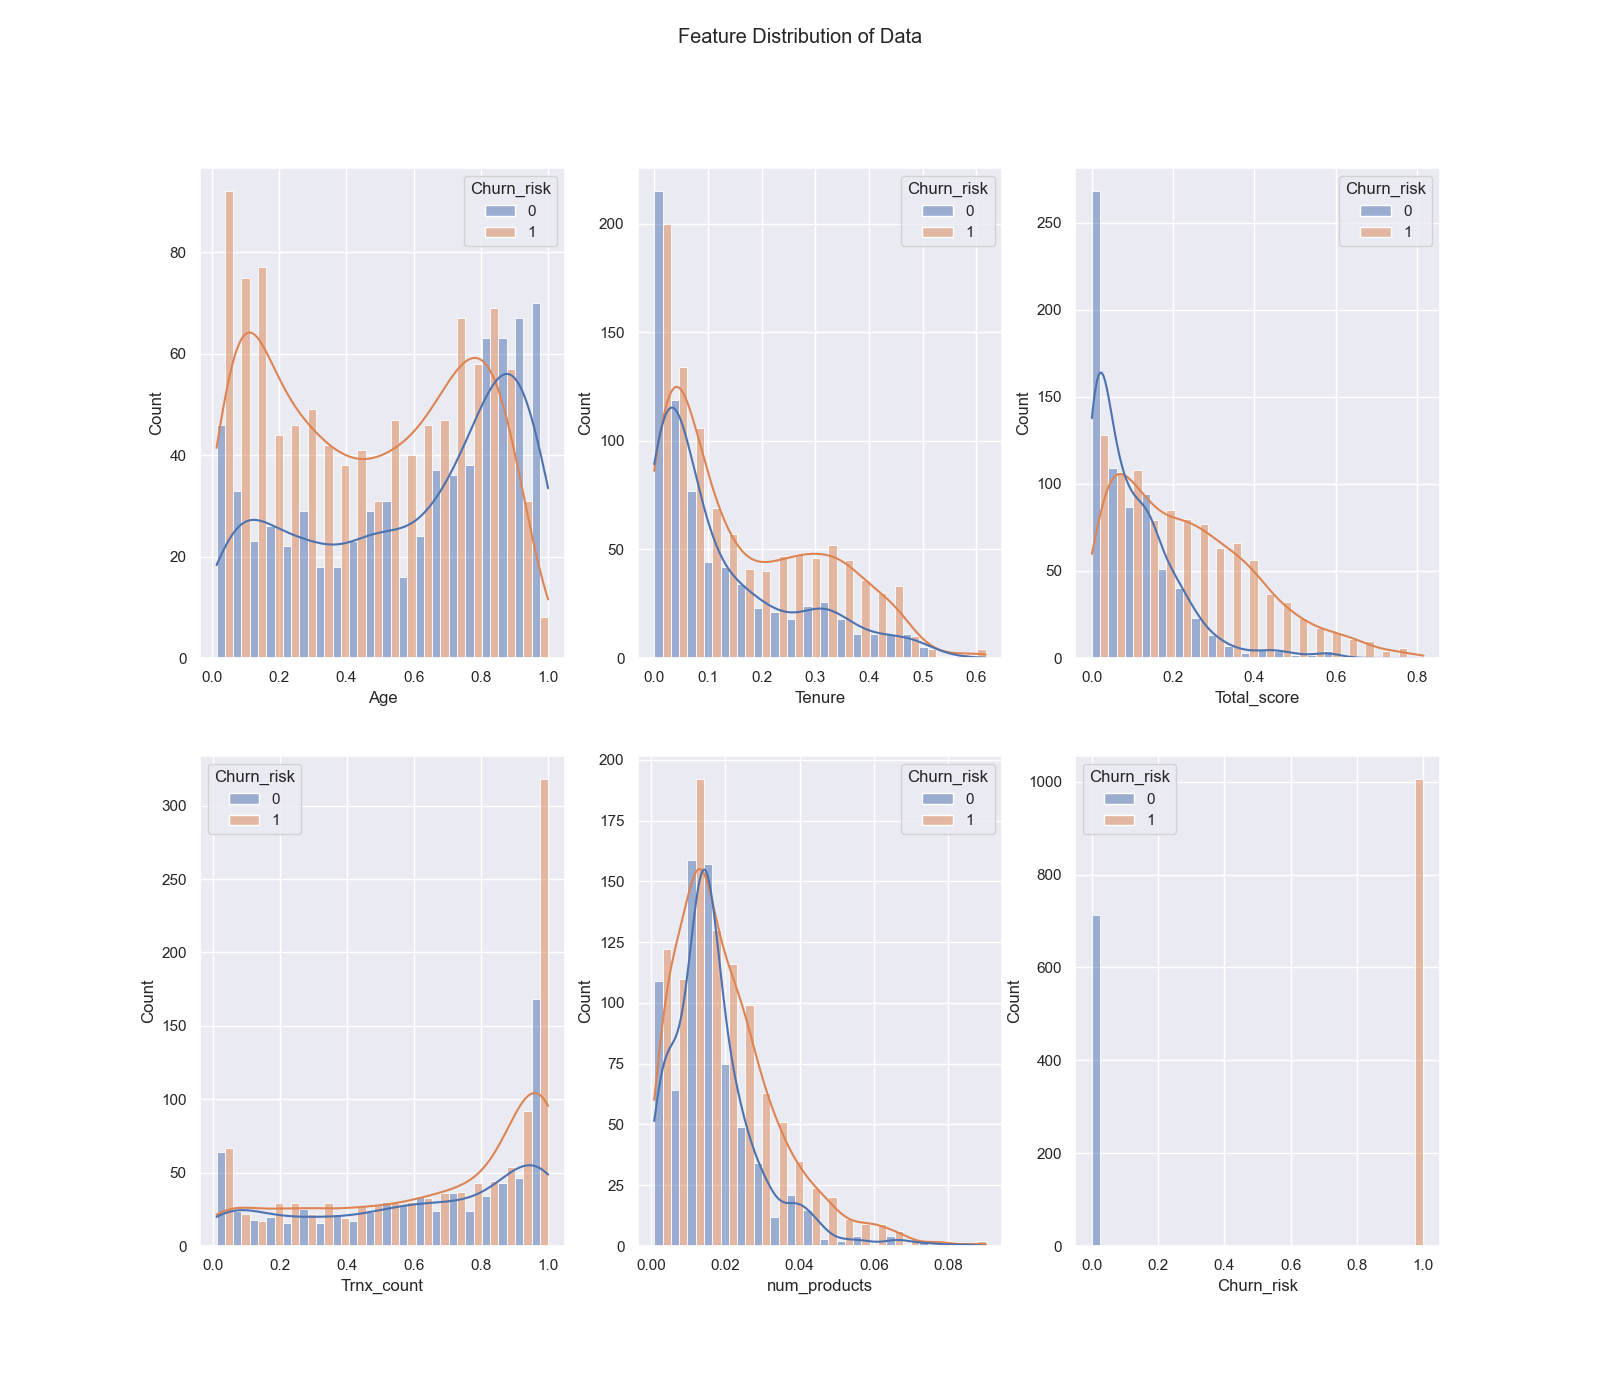 Feature Distribution of Data
Churn_risk
0
1
80
60
40
20
0
Count
0.0 0.2 0.4 0.6 0.8 1.0
Age
Churn_risk
0
1
200
150
100
50
0
Count
0.0 0.1 0.2 0.3 0.4 0.5 0.6
Tenure
Churn_risk
0
1
250
200
150
100
50
0
Count
0.0 0.2 0.4 0.6 0.8
Total_score
Churn_risk
0
1
300
250
200
150
100
50
0
Count
0.0 0.2 0.4 0.6 0.8 1.0
Trnx_count
Churn_risk
0
1
200
175
150
125
100
75
50
25
0
Count
0.00 0.02 0.04 0.06 0.08
num_products
Churn_risk
0
1
1000
800
600
400
200
0
Count
0.0 0.2 0.4 0.6 0.8 1.0
Churn_risk